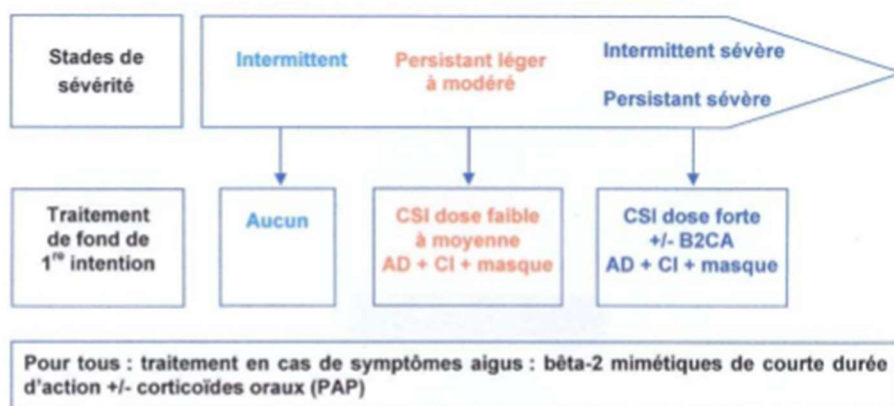 Stades de
sévérité
Intermittent
Persistant léger
à modéré
Intermittent sévère
Persistant sévère
Traitement
de fond de
1re intention
Aucun
CSI dose faible
à moyenne
AD + CI + masque
CSI dose forte
+/- B2CA
AD + CI + masque
Pour tous : traitement en cas de symptômes aigus : bêta-2 mimétiques de courte durée
d'action +/- corticoïdes oraux (PAP)